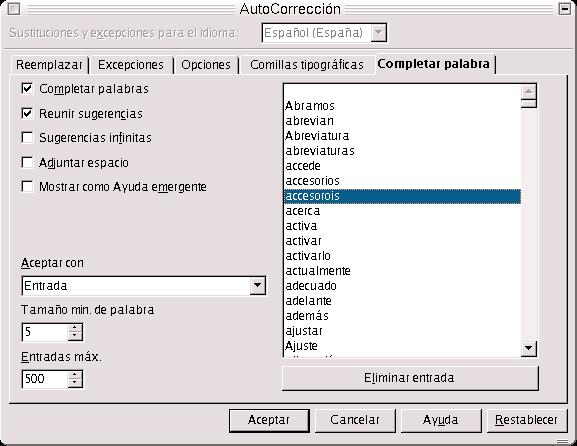 AutoCorrección
Sustituciones y excepciones para el idioma: Español (España)
Reemplazar Excepciones Opciones Comillas tipográficas Completar palabra
Completar palabras
Reunir sugerencias
Sugerencias infinitas
Adjuntar espacio
Mostrar como Ayuda emergente
Aceptar con
Entrada
Tamaño min. de palabra
5
Entradas máx.
500
Abramos
abrevian
Abreviatura
abreviaturas
accede
accesorios
accesorois
acerca
activa
activar
activarlo
actualmente
adecuado
adelante
además
ajustar
Ajuste
Eliminar entrada
Aceptar Cancelar Ayuda Restablecer